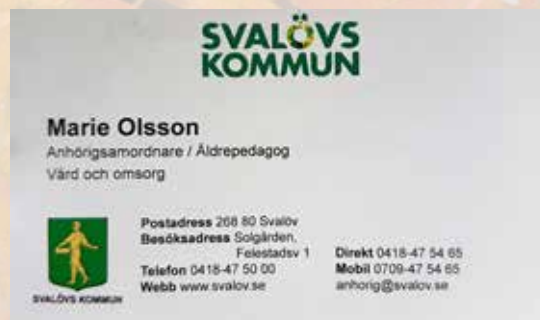 SVALÖVS
KOMMUN
Marie Olsson
Anhörigsamordnare / Äldrepedagog
Vård och omsorg
Postadress 268 80 Svalöv
Besöksadress Solgården,
Felestadsv 1
Telefon 0418-47 50 00
Webb www.svalov.se
Direkt 0418-47 54 65
Mobil 0709-47 54 65
anhorig@svalov.se
SVALÖVS KOMMUN